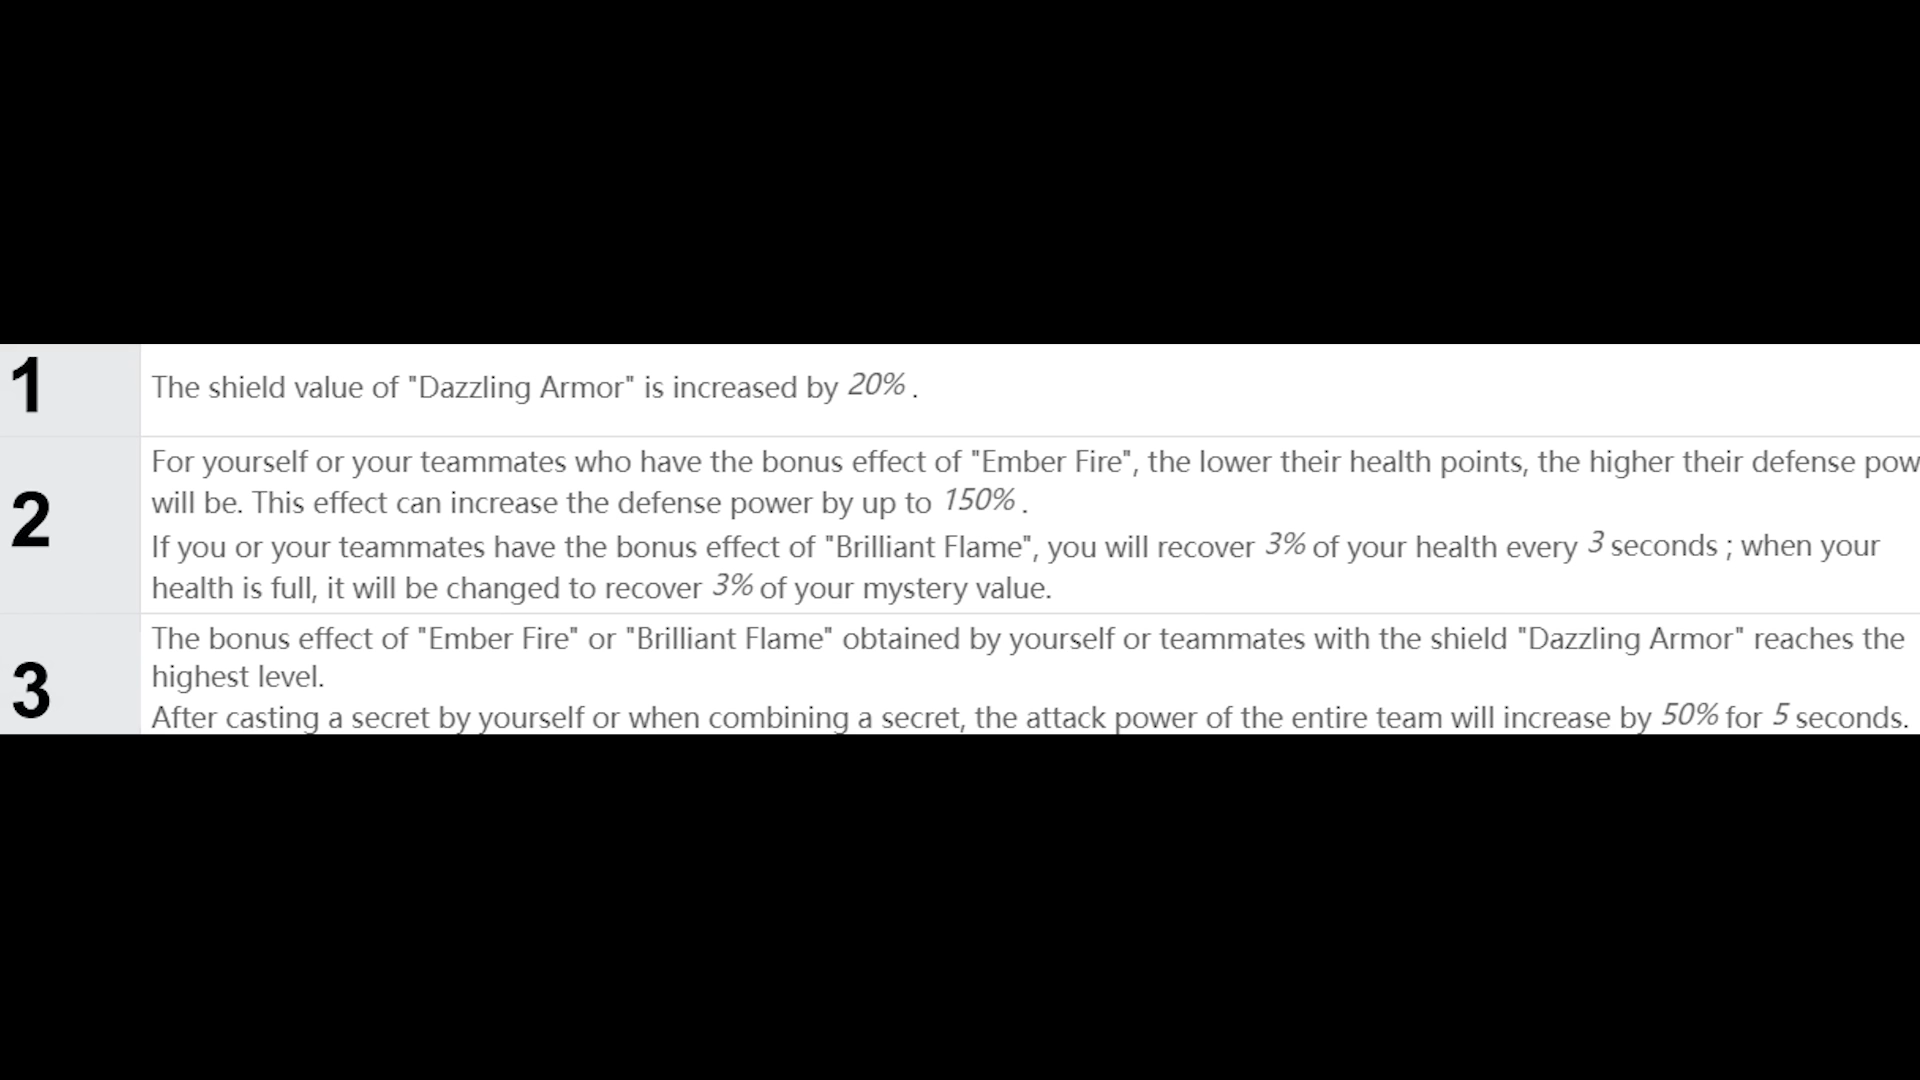 1
The shield value of "Dazzling Armor" is increased by 20% .
2
For yourself or your teammates who have the bonus effect of "Ember Fire", the lower their health points, the higher their defense pow
will be. This effect can increase the defense power by up to 150% .
If you or your teammates have the bonus effect of "Brilliant Flame", you will recover 3% of your health every 3 seconds ; when your
health is full, it will be changed to recover 3% of your mystery value.
3
The bonus effect of "Ember Fire" or "Brilliant Flame" obtained by yourself or teammates with the shield "Dazzling Armor" reaches the
highest level.
After casting a secret by yourself or when combining a secret, the attack power of the entire team will increase by 50% for 5 seconds.